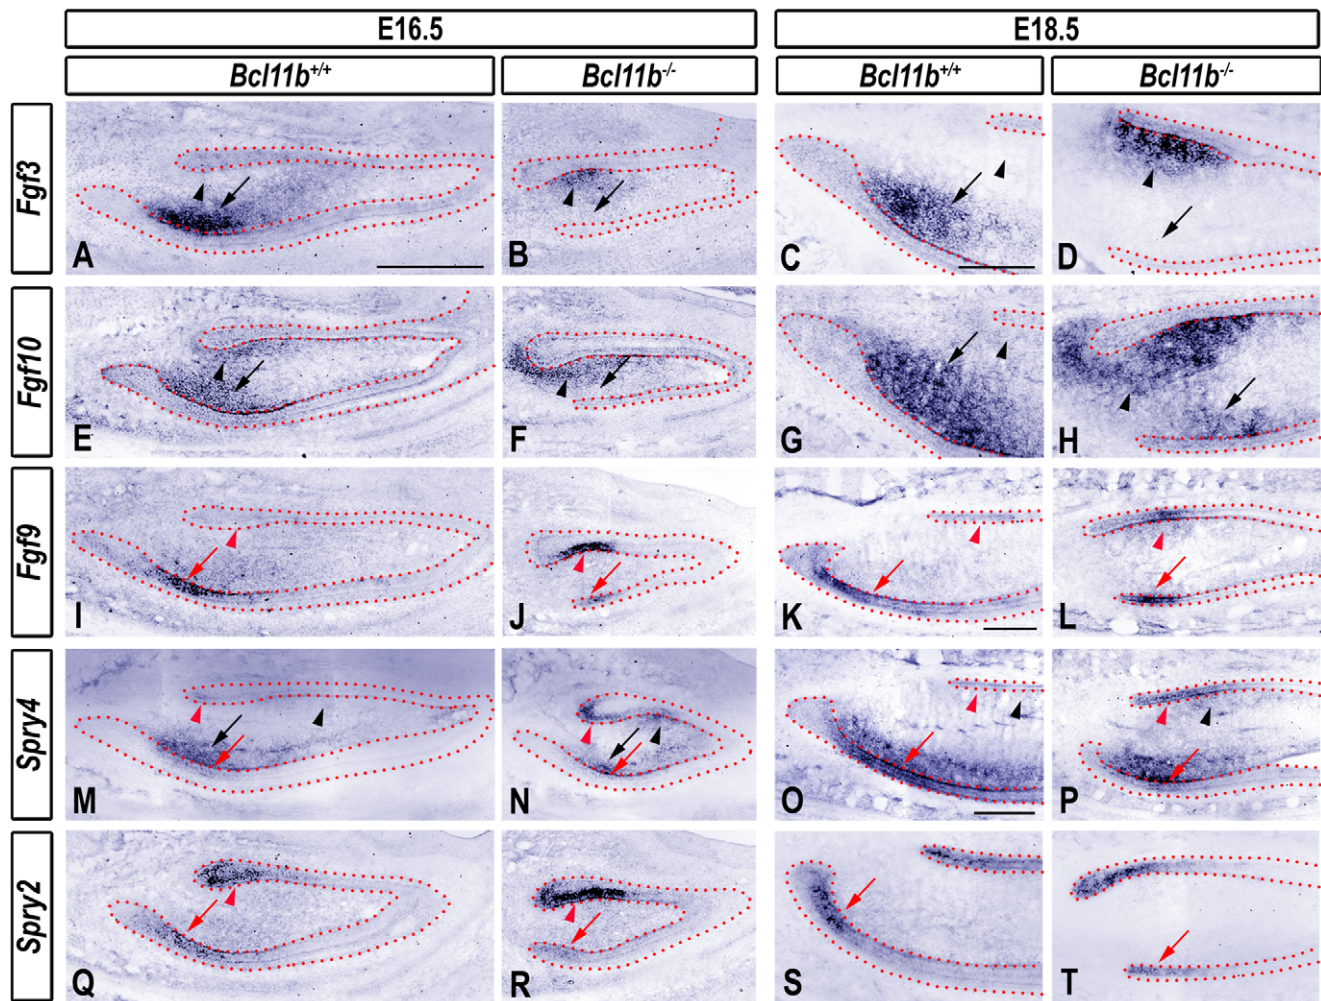 E16.5 E18.5
Bcl11b+/+ Bcl11b-/- Bcl11b+/+ Bcl11b-/-
Fgf3
A B C D
Fgf10
E F G H
Fgf9
I J K L
Spry4
M N O P
Spry2
Q R S T